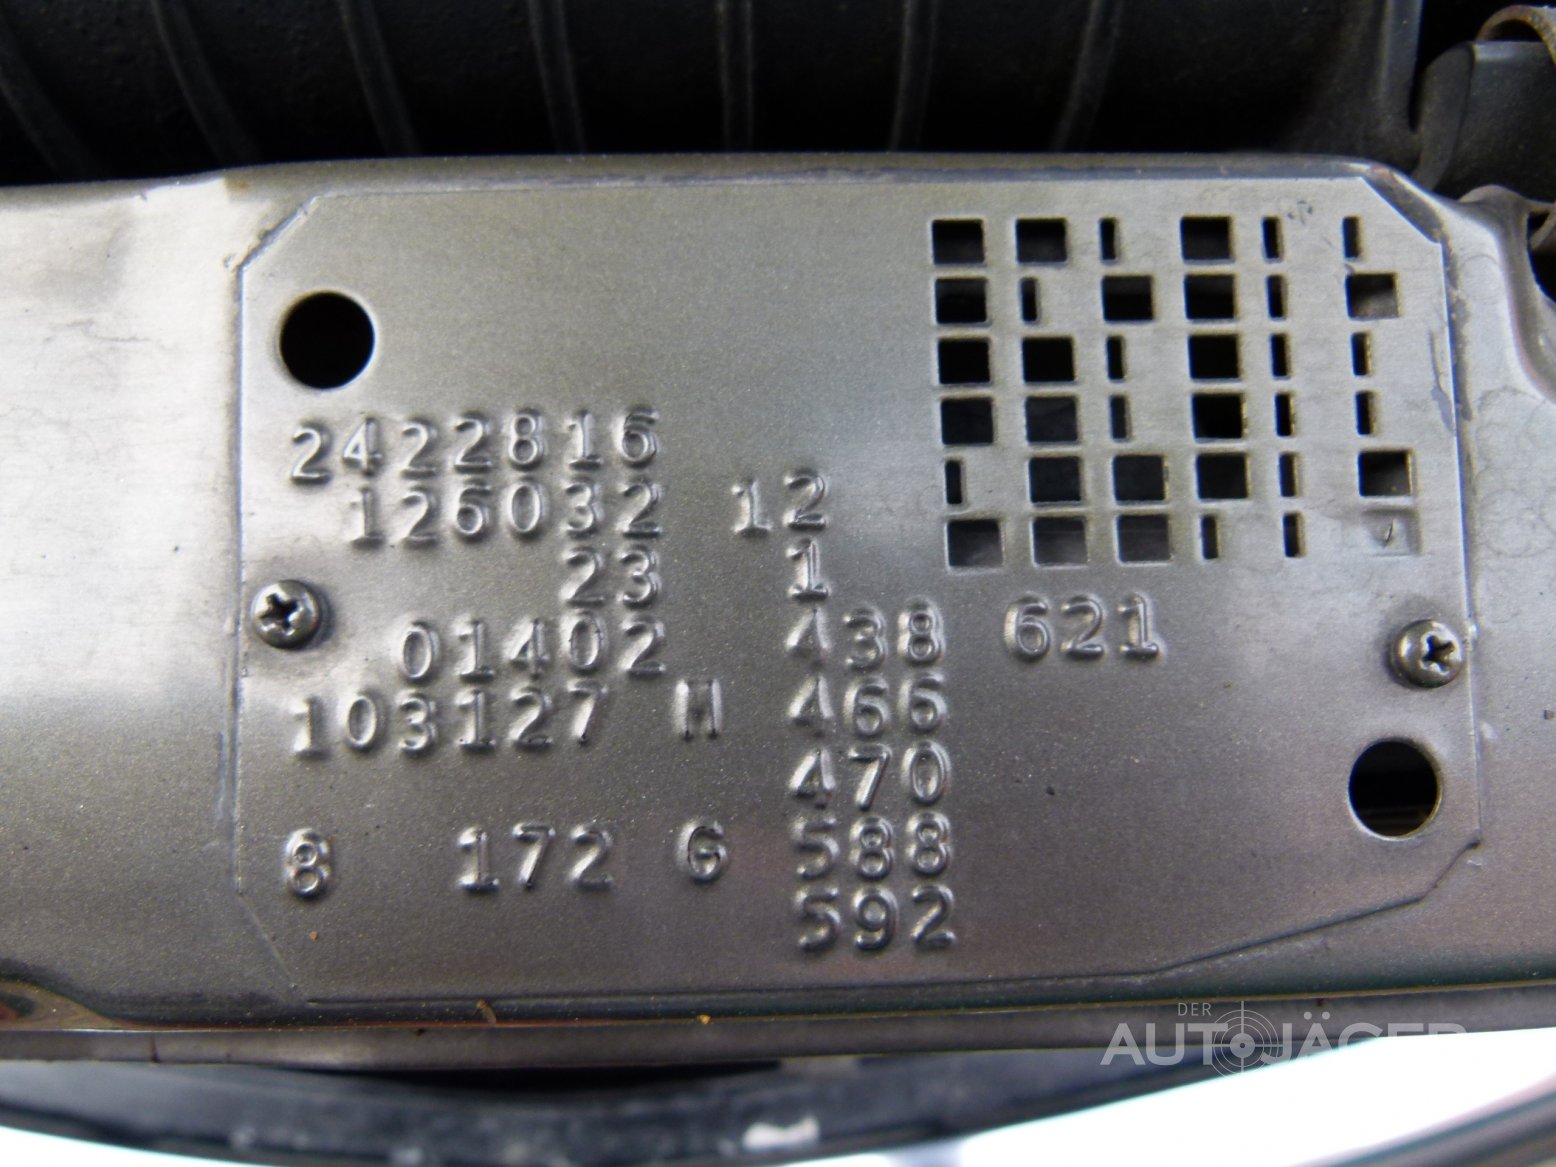 2422816
126032 12
23 1
01402 438 621
103127 M 466
470
8 172 G 588
592
DER
AUTOJÄGER